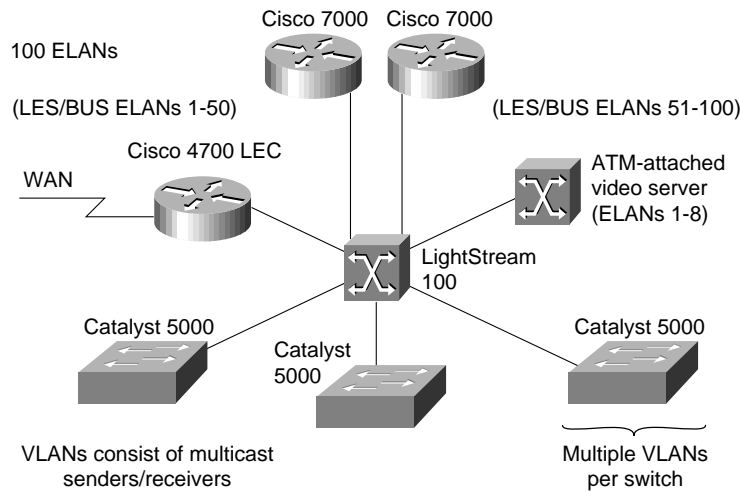 Cisco 7000
Cisco 7000
100 ELANs
(LES/BUS ELANs 1-50)
(LES/BUS ELANs 51-100)
Cisco 4700 LEC
WAN
ATM-attached
video server
(ELANs 1-8)
LightStream
100
Catalyst 5000
Catalyst
5000
Catalyst 5000
VLANs consist of multicast
senders/receivers
Multiple VLANs
per switch